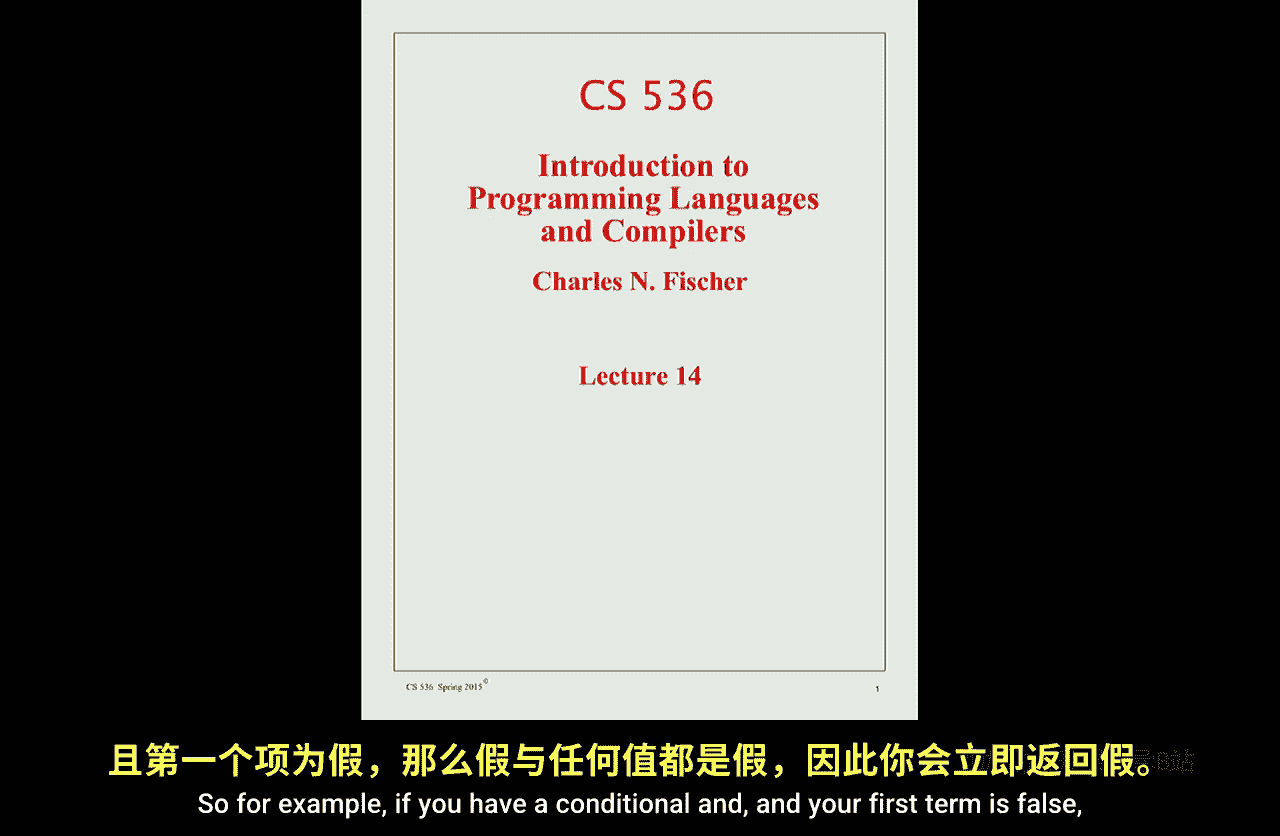 CS 536
Introduction to
Programming Languages
and Compilers
Charles N. Fischer
Lecture 14
CS 536 Spring 2015©
1
且第一个项为假，那么假与任何值都是假，因此你会立即返回假。
So for example, if you have a conditional and, and your first term is false,